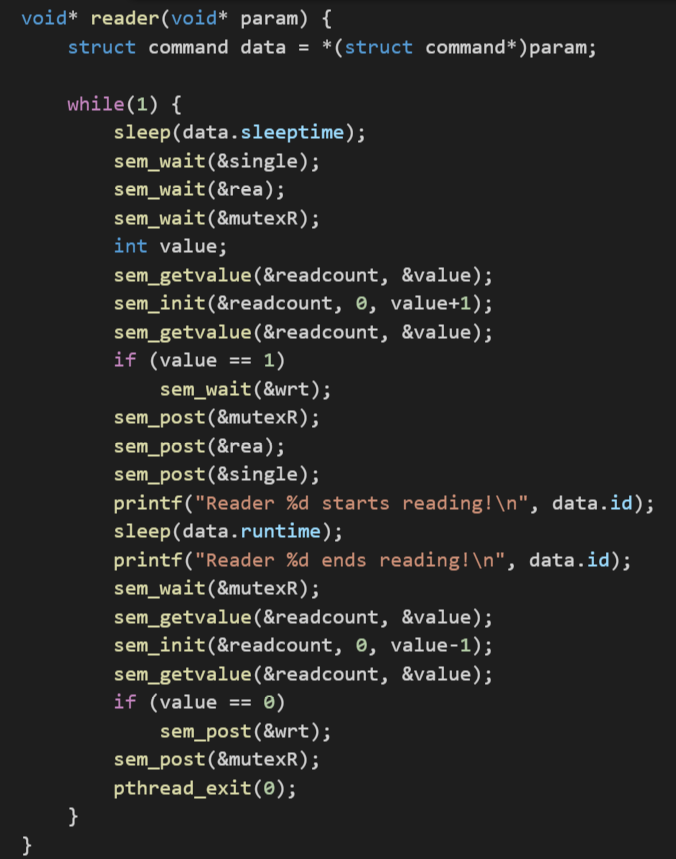 void* reader(void* param) {
    struct command data = *(struct command*)param;

    while(1) {
        sleep(data.sleeptime);
        sem_wait(&single);
        sem_wait(&rea);
        sem_wait(&mutexR);
        int value;
        sem_getvalue(&readcount, &value);
        sem_init(&readcount, 0, value+1);
        sem_getvalue(&readcount, &value);
        if (value == 1)
            sem_wait(&wrt);
        sem_post(&mutexR);
        sem_post(&rea);
        sem_post(&single);
        printf("Reader %d starts reading!\n", data.id);
        sleep(data.runtime);
        printf("Reader %d ends reading!\n", data.id);
        sem_wait(&mutexR);
        sem_getvalue(&readcount, &value);
        sem_init(&readcount, 0, value-1);
        sem_getvalue(&readcount, &value);
        if (value == 0)
            sem_post(&wrt);
        sem_post(&mutexR);
        pthread_exit(0);
    }
}